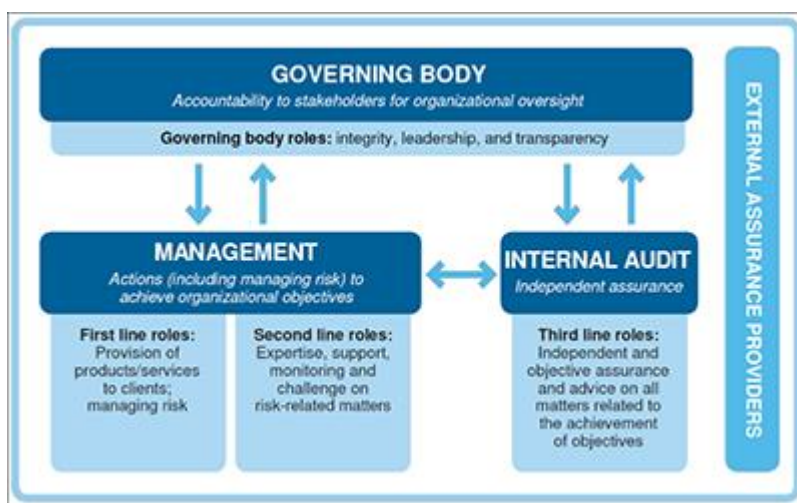 GOVERNING BODY
Accountability to stakeholders for organizational oversight
Governing body roles: integrity, leadership, and transparency
MANAGEMENT
Actions (including managing risk) to
achieve organizational objectives
First line roles:
Provision of
products/services
to clients;
managing risk
Second line roles:
Expertise, support,
monitoring and
challenge on
risk-related matters
INTERNAL AUDIT
Independent assurance
Third line roles:
Independent and
objective assurance
and advice on all
matters related to
the achievement
of objectives
EXTERNAL ASSURANCE PROVIDERS